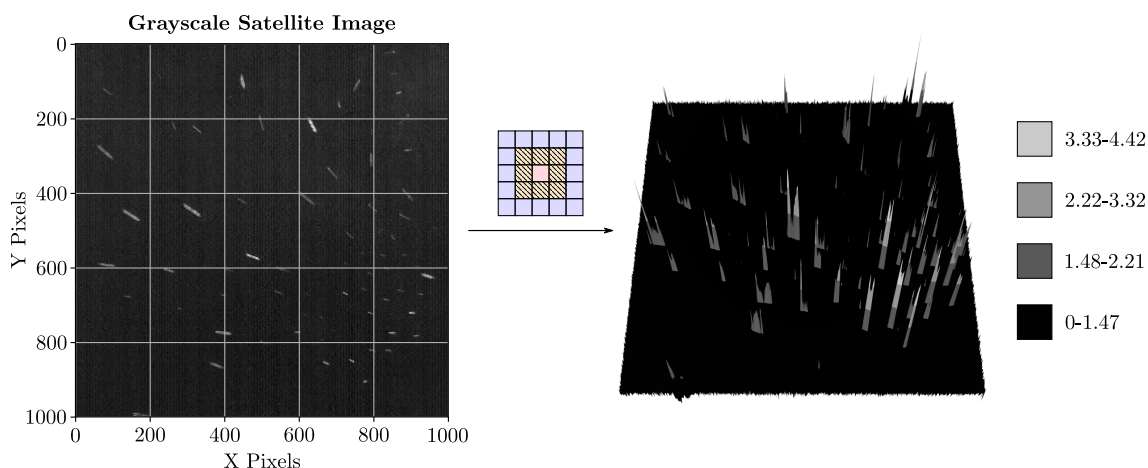 Grayscale Satellite Image
0
200
400
600
800
1000
Y Pixels
0 200 400 600 800 1000
X Pixels
3.33-4.42
2.22-3.32
1.48-2.21
0-1.47